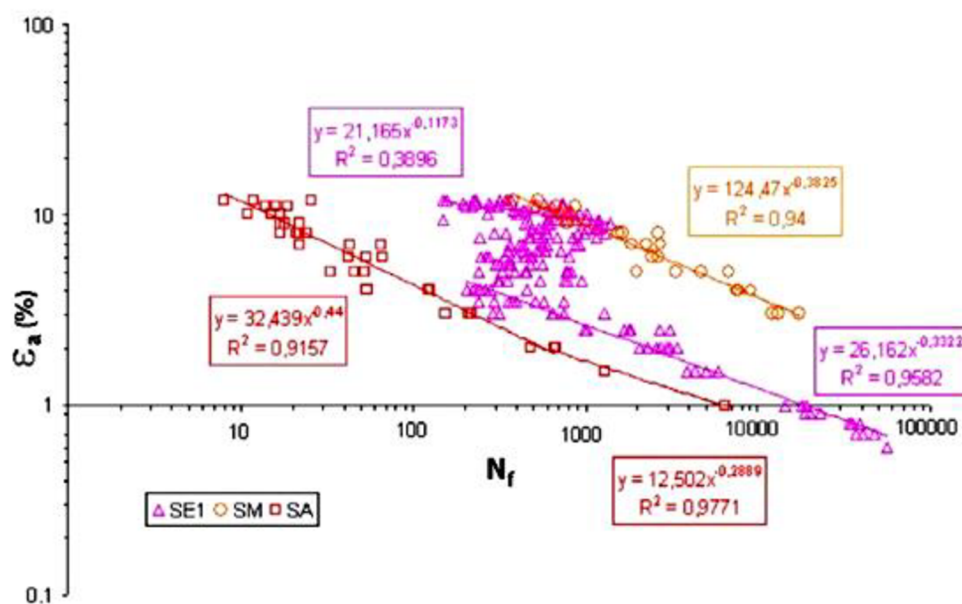 100
y = 21,165x^-0,1173
R² = 0,3896
y = 124,47x^-0,3825
R² = 0,94
10
εa (%)
y = 32,439x^-0,44
R² = 0,9157
y = 26,162x^-0,3322
R² = 0,9582
1
10
100
1000
10000
100000
Nf
y = 12,502x^-0,2889
R² = 0,9771
SE1 SM SA
0.1